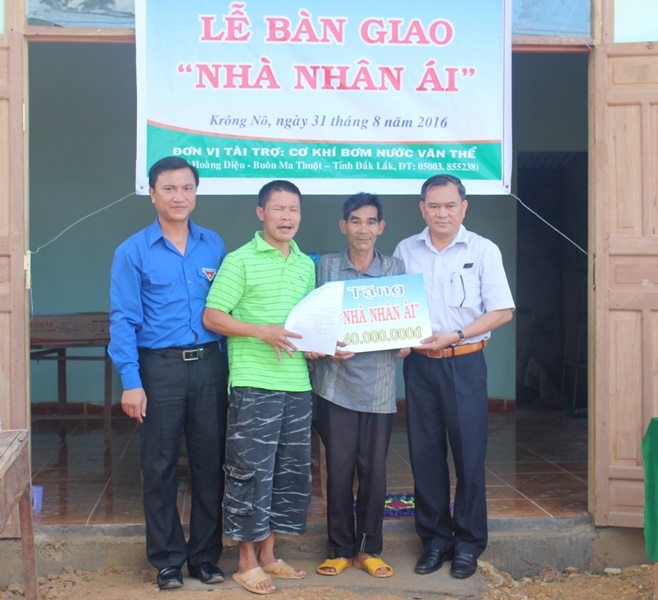 LỄ BÀN GIAO
“NHÀ NHÂN ÁI”
Krông Nô, ngày 31 tháng 8 năm 2016
ĐƠN VỊ TÀI TRỢ: CƠ KHÍ BƠM NƯỚC VĂN THỂ
Hoàng Diệu - Buôn Ma Thuột – Tỉnh Đắk Lắk, ĐT: 05003. 855238)
Tặng
NHÀ NHÂN ÁI"
40.000.000đ